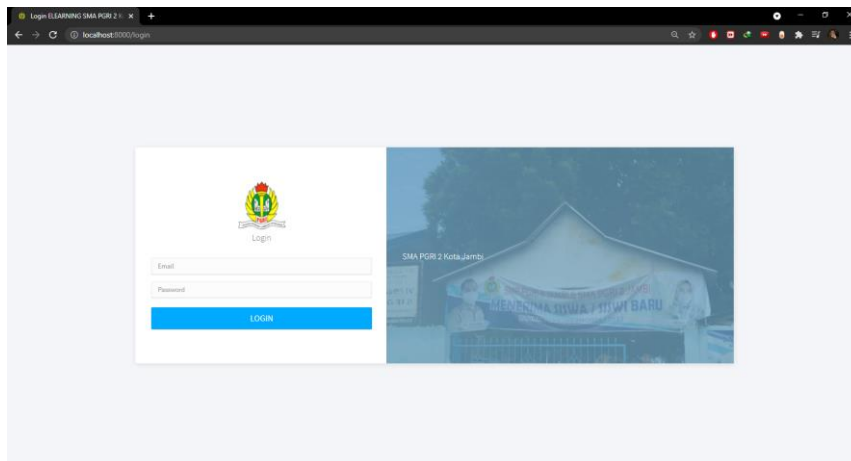 Login ELEARNING SMA PGRI 2
localhost:8000/login
Login
Email
Password
LOGIN
SMA PGRI 2 Kota Jambi
MENERIMA SISWA / SISWI BARU